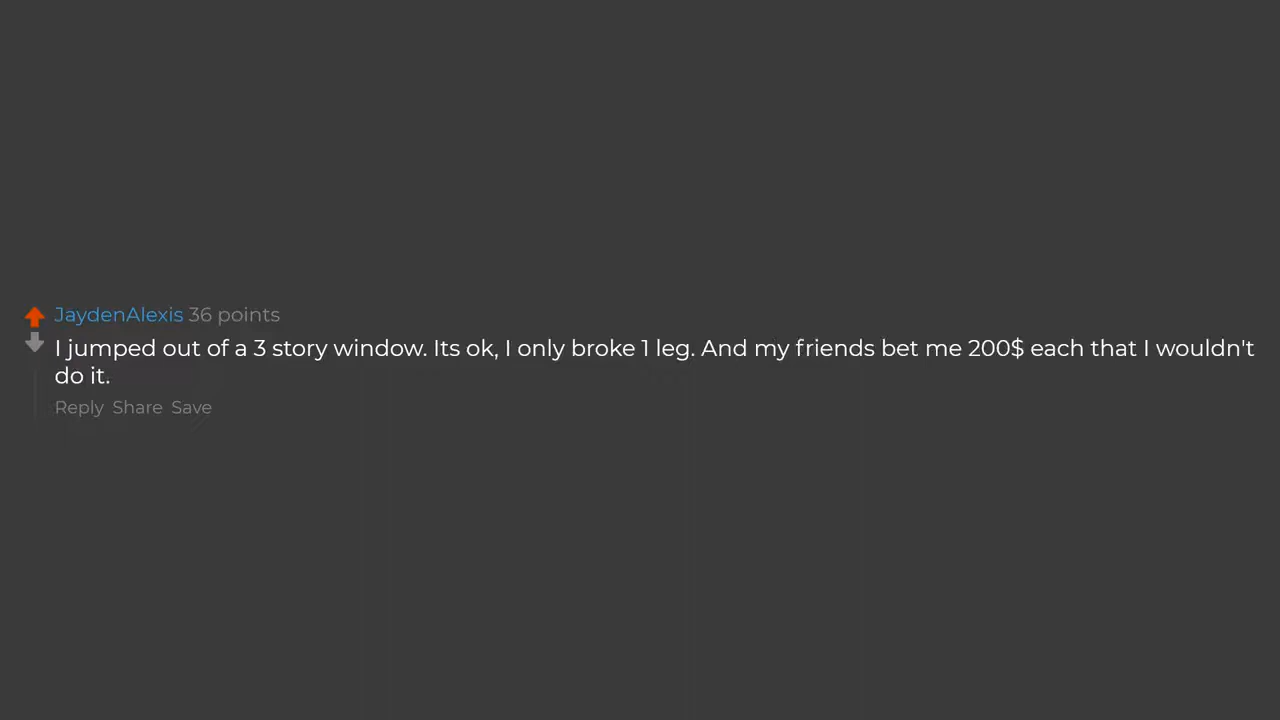 JaydenAlexis 36 points
I jumped out of a 3 story window. Its ok, I only broke 1 leg. And my friends bet me 200$ each that I wouldn't
do it.
Reply Share Save